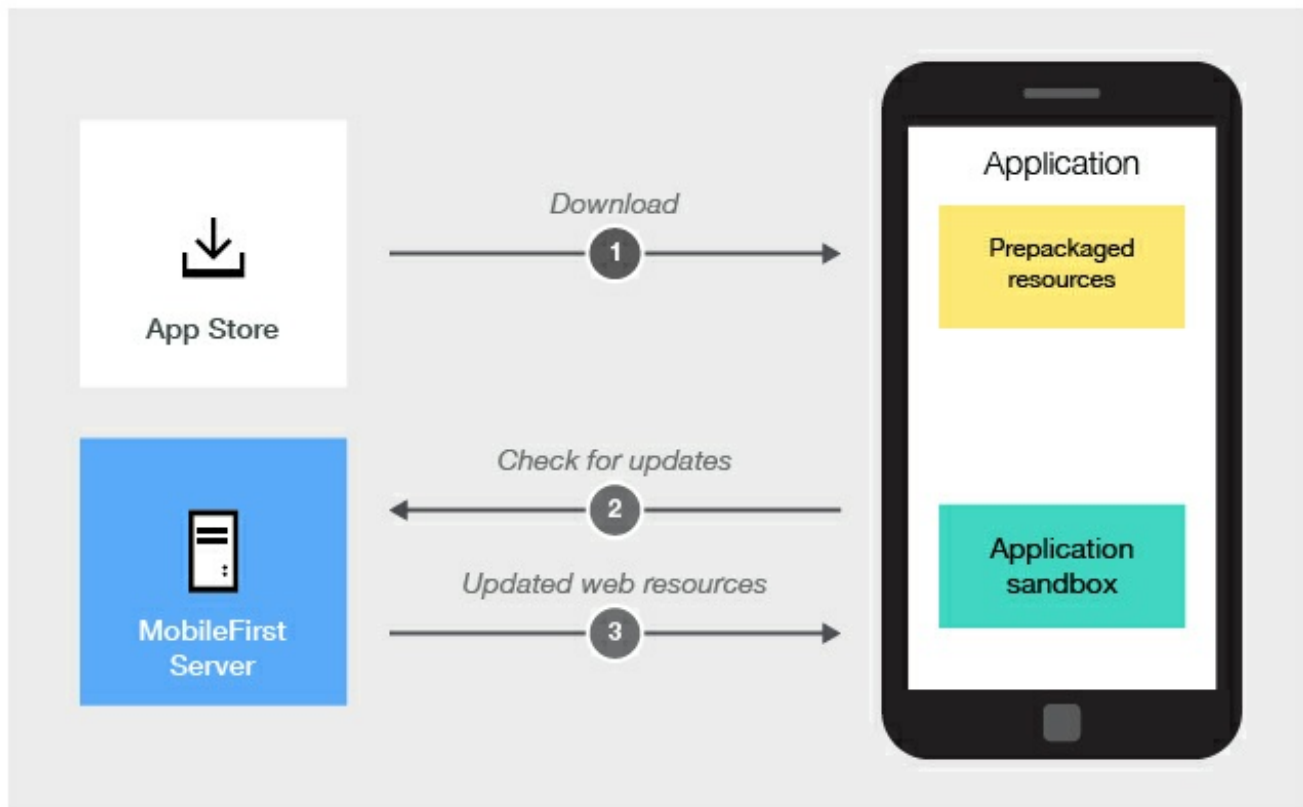 App Store
Download
1
Application
Prepackaged
resources
MobileFirst
Server
Check for updates
2
Updated web resources
3
Application
sandbox